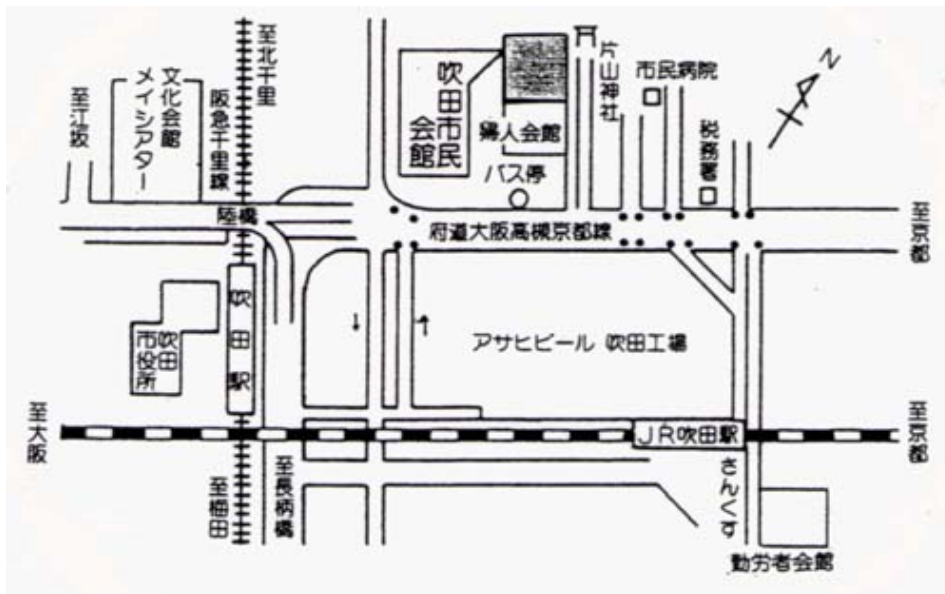 至北千里
文化会館
メイシアター
至江坂
阪急千里線
吹田市民
会館
婦人会館
バス停
片山神社
市民病院
税務署
N
陸橋
府道大阪高槻京都線
至京都
吹田駅
吹田
市役所
アサヒビール 吹田工場
至大阪
JR吹田駅
至京都
至梅田
至長柄橋
さんくす
勤労者会館